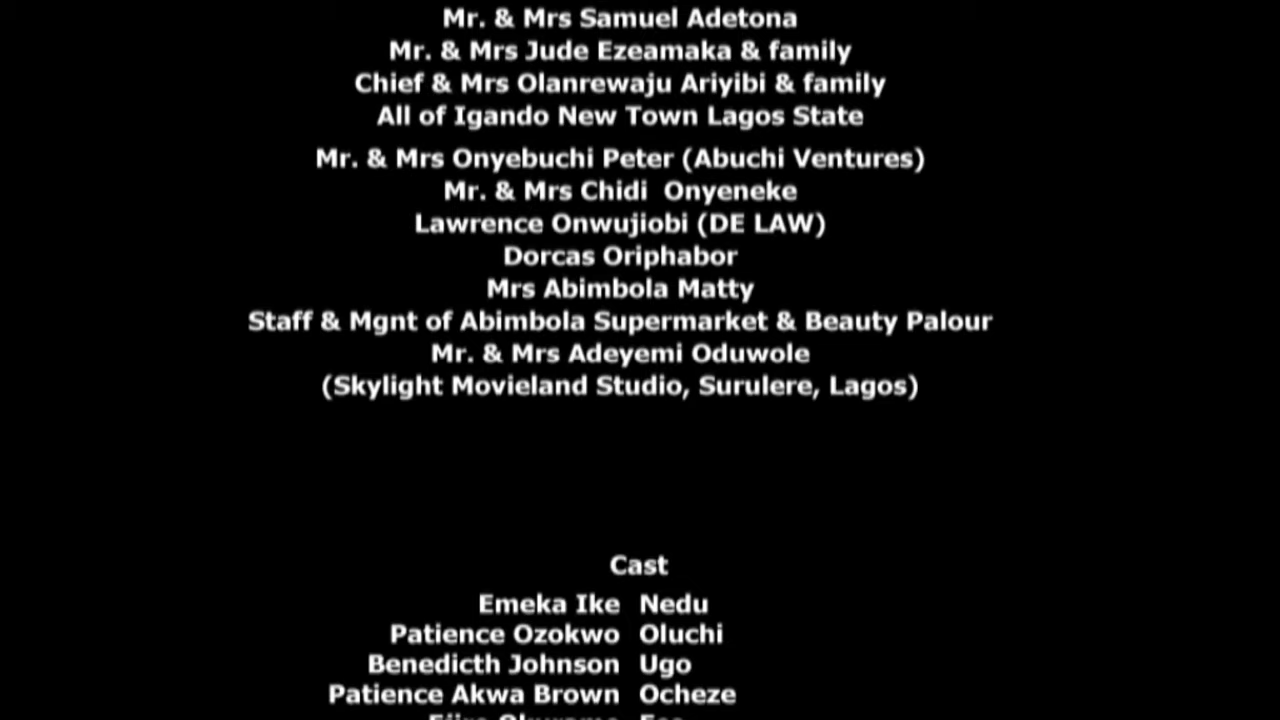 Mr. & Mrs Samuel Adetona
Mr. & Mrs Jude Ezeamaka & family
Chief & Mrs Olanrewaju Ariyibi & family
All of Igando New Town Lagos State
Mr. & Mrs Onyebuchi Peter (Abuchi Ventures)
Mr. & Mrs Chidi  Onyeneke
Lawrence Onwujiobi (DE LAW)
Dorcas Oriphabor
Mrs Abimbola Matty
Staff & Mgnt of Abimbola Supermarket & Beauty Palour
Mr. & Mrs Adeyemi Oduwole
(Skylight Movieland Studio, Surulere, Lagos)
Cast
Emeka Ike Nedu
Patience Ozokwo Oluchi
Benedicth Johnson Ugo
Patience Akwa Brown Ocheze